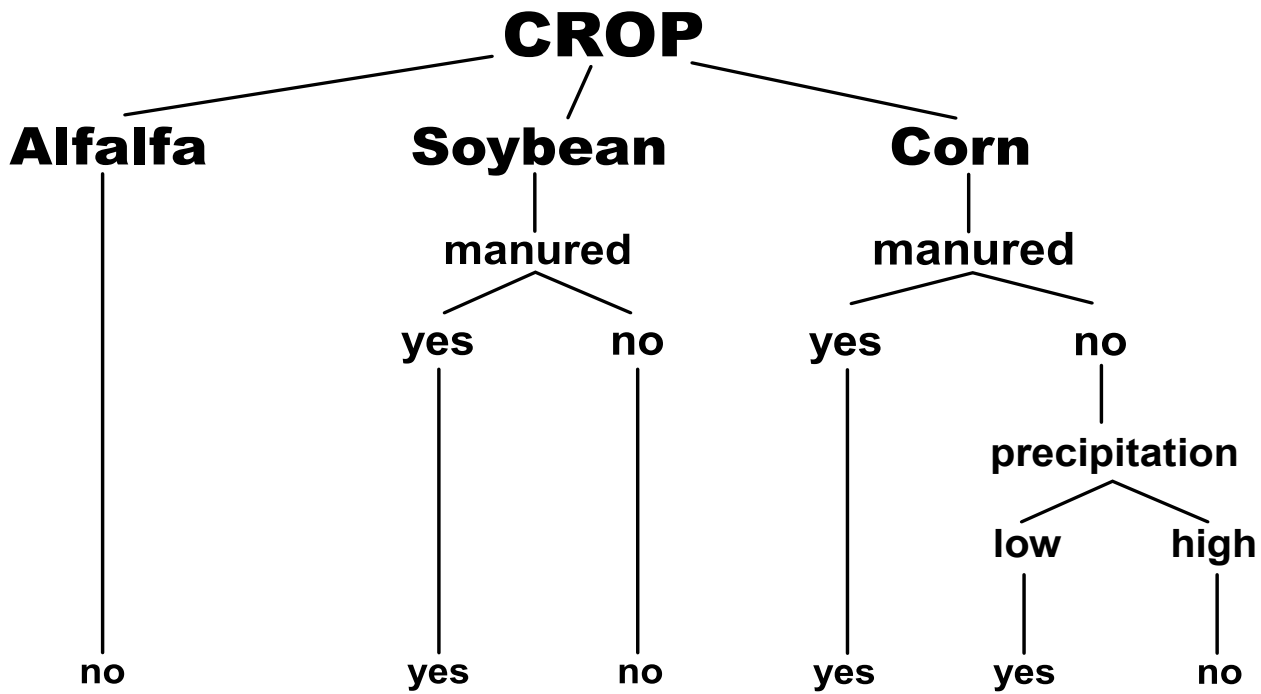 CROP
Alfalfa Soybean Corn
manured manured
yes no yes no
precipitation
low high
no yes no yes yes no